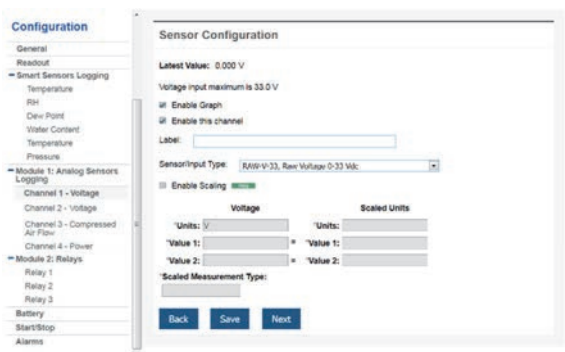 Configuration
General
Readout
Smart Sensors Logging
Temperature
RH
Dew Point
Water Content
Temperature
Pressure
Module 1: Analog Sensors
Logging
Channel 1 - Voltage
Channel 2 - Voltage
Channel 3 - Compressed
Air Flow
Channel 4 - Power
Module 2: Relays
Relay 1
Relay 2
Relay 3
Battery
Start/Stop
Alarms
Sensor Configuration
Latest Value: 0.000 V
Voltage input maximum is 33.0 V
Enable Graph
Enable this channel
Label:
Sensor/Input Type: RAW-V-33, Raw Voltage 0-33 Vdc
Enable Scaling
Voltage Scaled Units
*Units: V *Units:
*Value 1: = *Value 1:
*Value 2: = *Value 2:
*Scaled Measurement Type:
Back Save Next